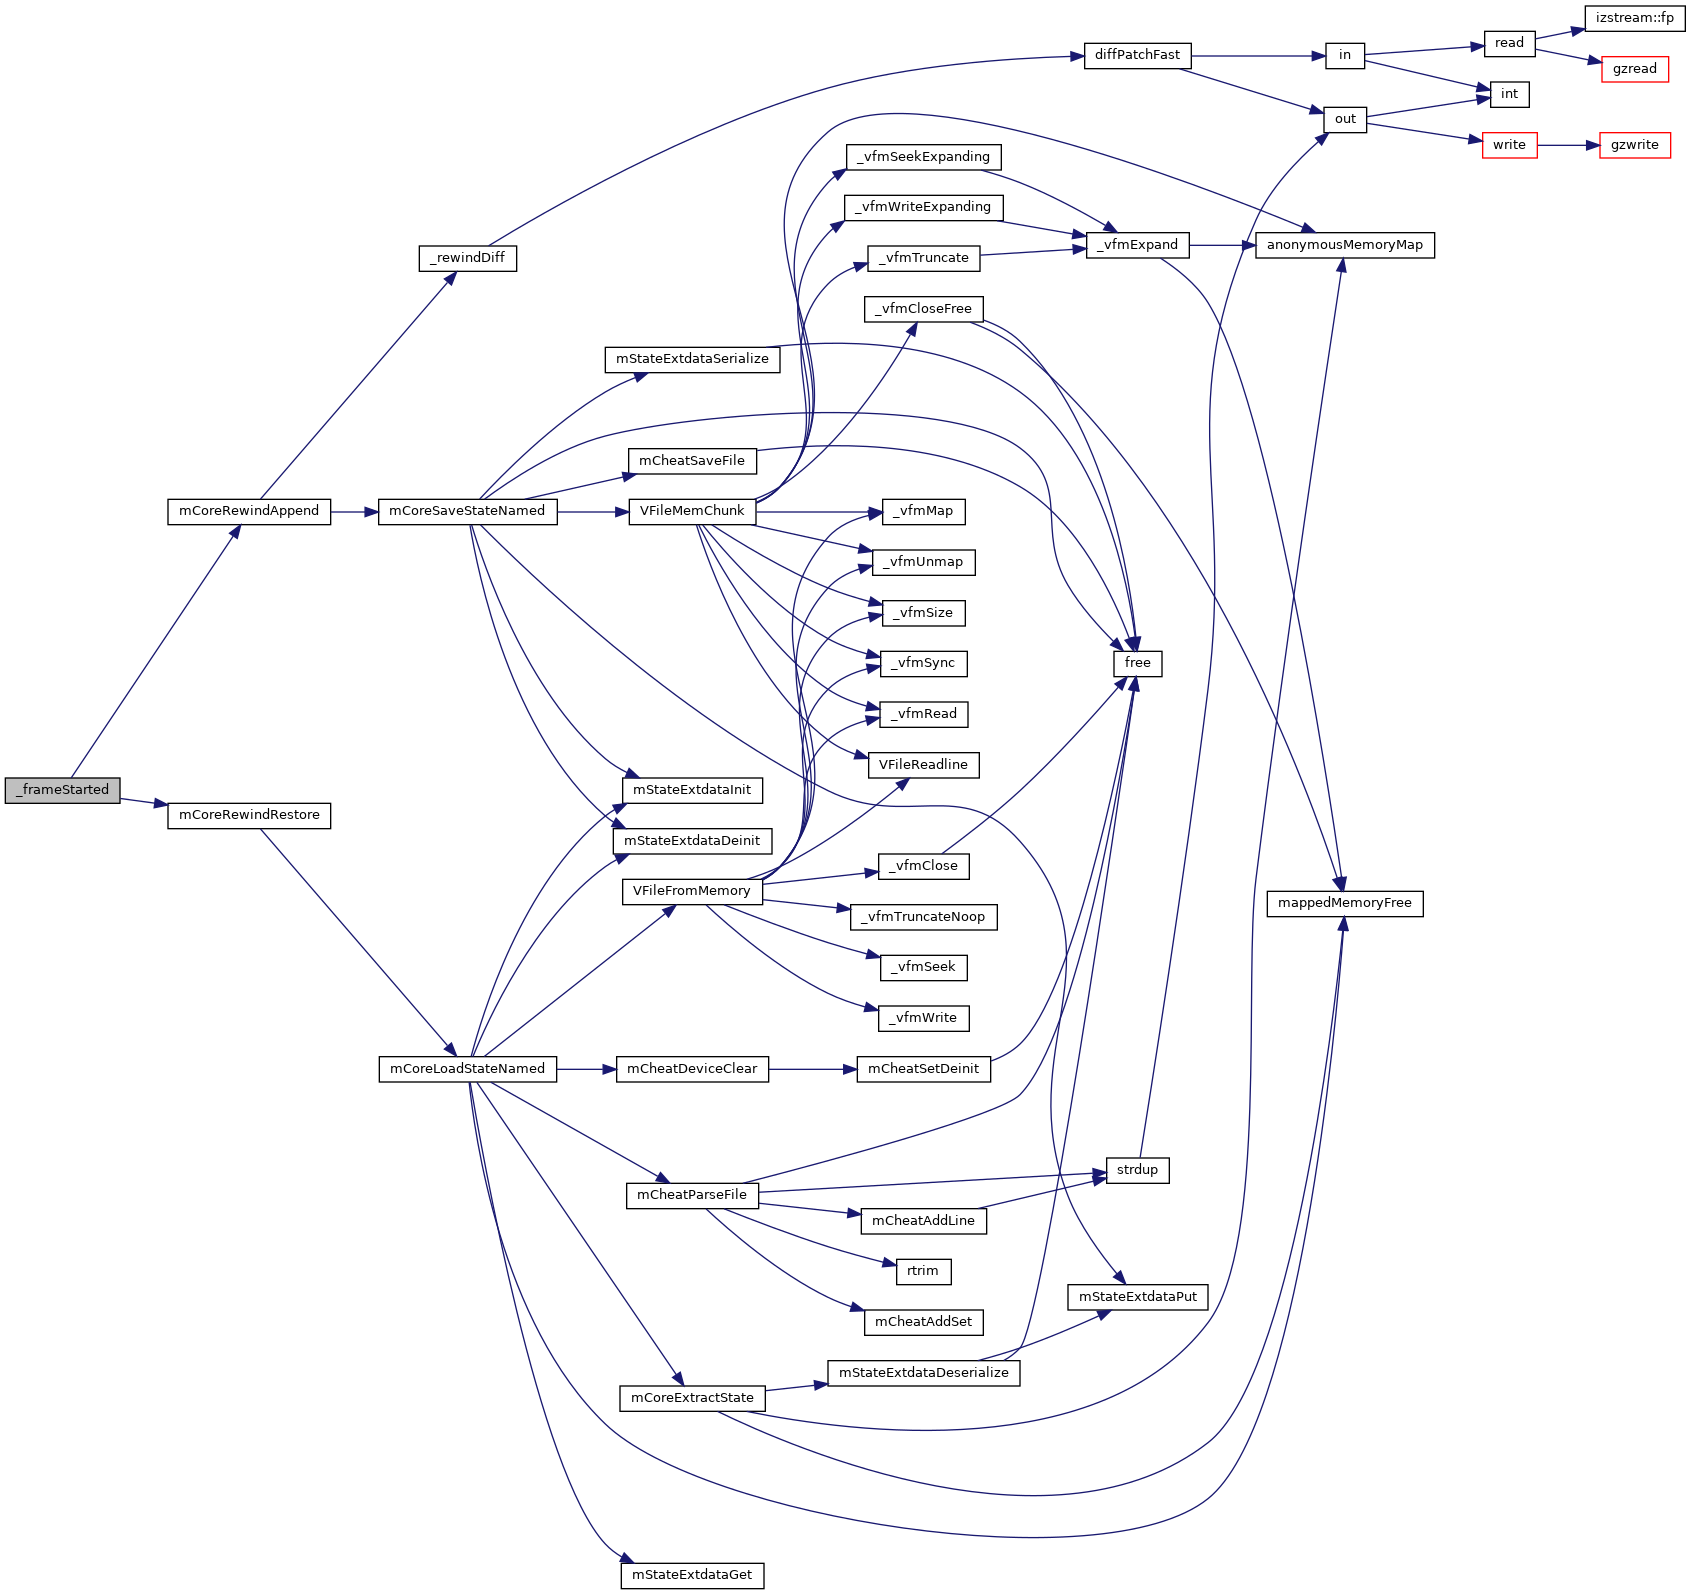 izstream::fp
read
diffPatchFast
in
gzread
int
out
write
gzwrite
_vfmSeekExpanding
_vfmWriteExpanding
_vfmExpand
anonymousMemoryMap
_rewindDiff
_vfmTruncate
_vfmCloseFree
mStateExtdataSerialize
mCheatSaveFile
mCoreRewindAppend
mCoreSaveStateNamed
VFileMemChunk
_vfmMap
_vfmUnmap
_vfmSize
_vfmSync
free
_vfmRead
VFileReadline
_frameStarted
mStateExtdataInit
mCoreRewindRestore
mStateExtdataDeinit
_vfmClose
VFileFromMemory
mappedMemoryFree
_vfmTruncateNoop
_vfmSeek
_vfmWrite
mCoreLoadStateNamed
mCheatDeviceClear
mCheatSetDeinit
strdup
mCheatParseFile
mCheatAddLine
rtrim
mStateExtdataPut
mCheatAddSet
mStateExtdataDeserialize
mCoreExtractState
mStateExtdataGet